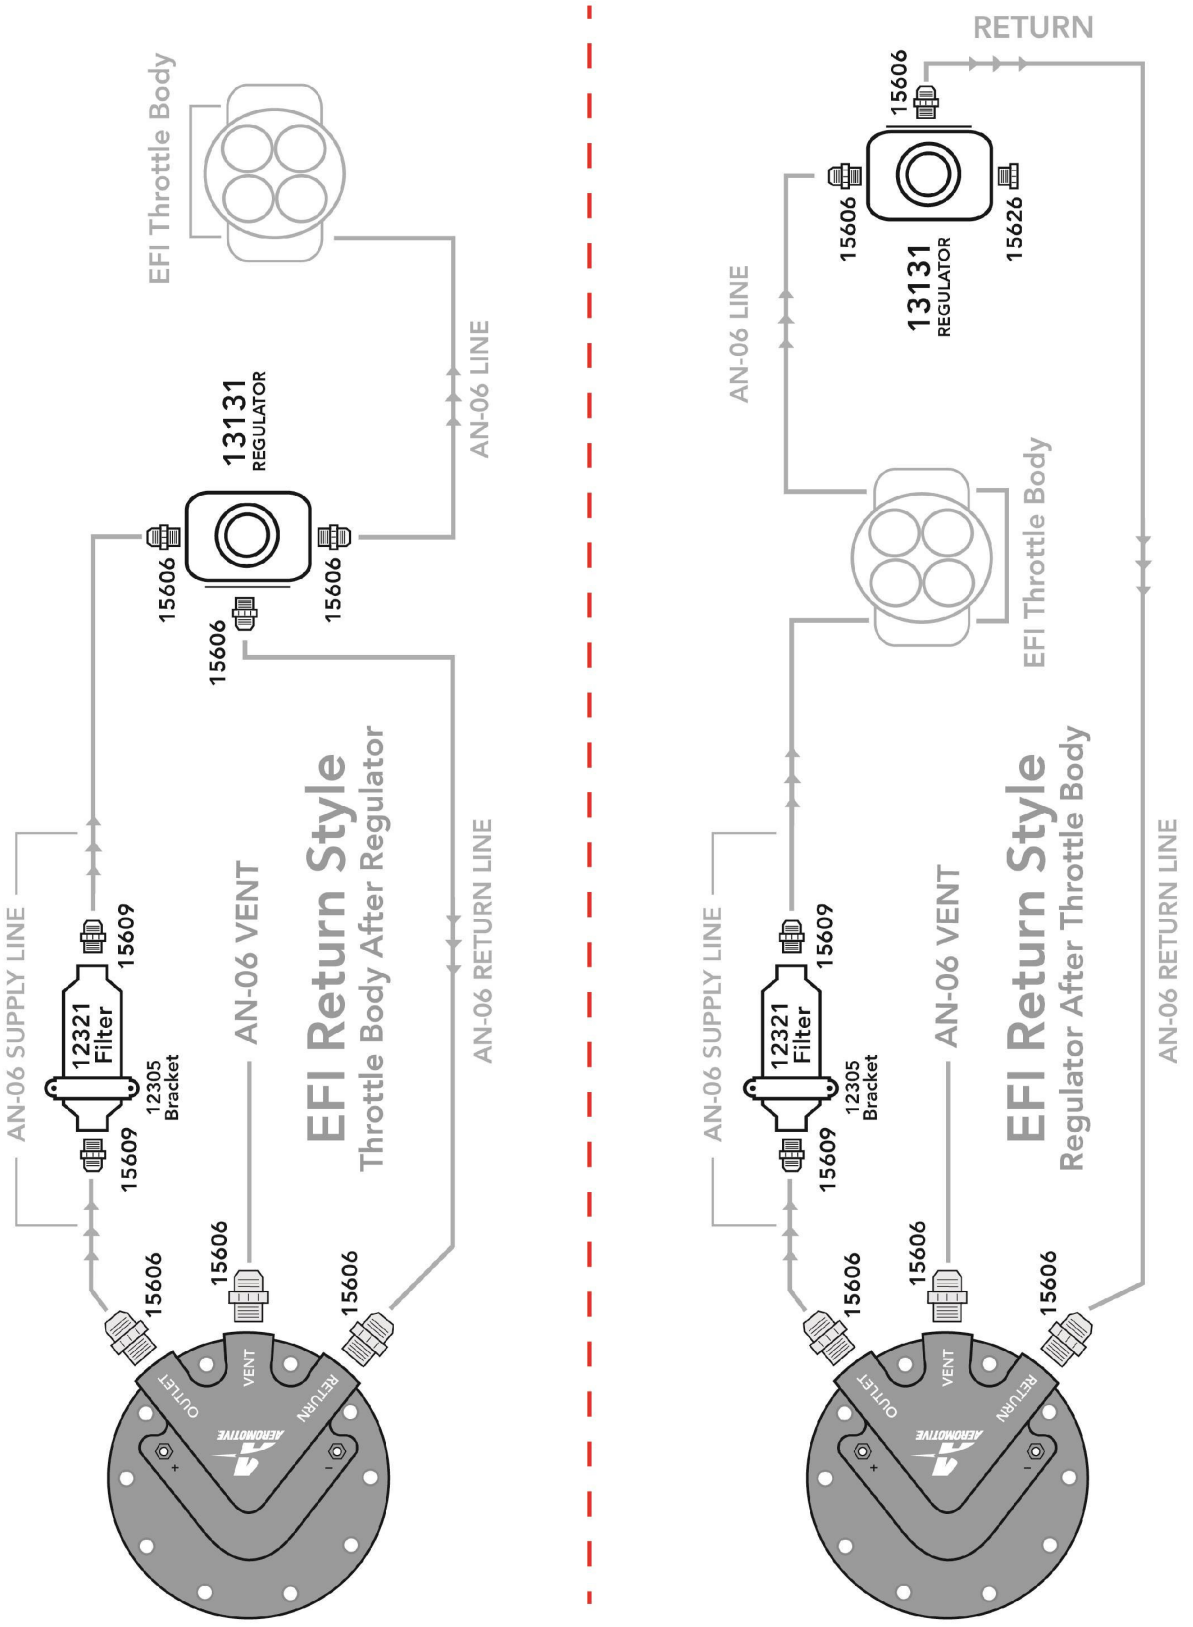 EFI Return Style
Throttle Body After Regulator
OUTLET
VENT
RETURN
AEROMOTIVE
+
–
15606
15606
15606
AN-06 SUPPLY LINE
15609
12321
Filter
12305
Bracket
15609
AN-06 VENT
AN-06 RETURN LINE
15606
15606
15606
13131
REGULATOR
AN-06 LINE
EFI Throttle Body
EFI Return Style
Regulator After Throttle Body
OUTLET
VENT
RETURN
AEROMOTIVE
+
–
15606
15606
15606
AN-06 SUPPLY LINE
15609
12321
Filter
12305
Bracket
15609
AN-06 VENT
AN-06 RETURN LINE
EFI Throttle Body
AN-06 LINE
15606
13131
REGULATOR
15626
15606
RETURN